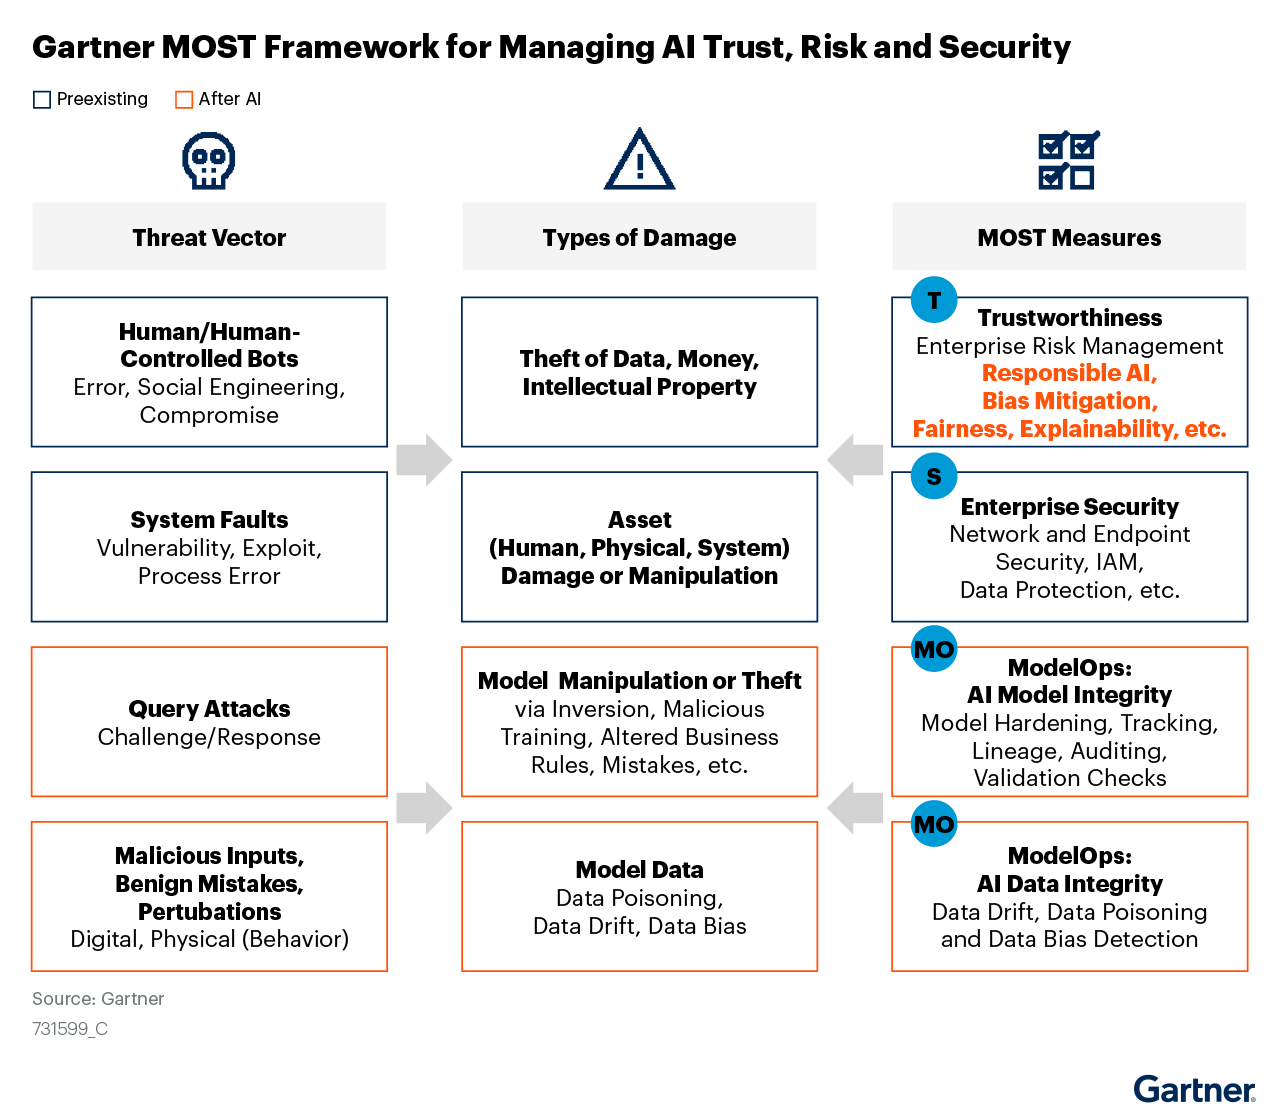 Gartner MOST Framework for Managing AI Trust, Risk and Security
Preexisting
After AI
Threat Vector
Types of Damage
MOST Measures
Human/Human-
Controlled Bots
Error, Social Engineering,
Compromise
Theft of Data, Money,
Intellectual Property
T
Trustworthiness
Enterprise Risk Management
Responsible AI,
Bias Mitigation,
Fairness, Explainability, etc.
System Faults
Vulnerability, Exploit,
Process Error
Asset
(Human, Physical, System)
Damage or Manipulation
S
Enterprise Security
Network and Endpoint
Security, IAM,
Data Protection, etc.
Query Attacks
Challenge/Response
Model Manipulation or Theft
via Inversion, Malicious
Training, Altered Business
Rules, Mistakes, etc.
MO
ModelOps:
AI Model Integrity
Model Hardening, Tracking,
Lineage, Auditing,
Validation Checks
Malicious Inputs,
Benign Mistakes,
Pertubations
Digital, Physical (Behavior)
Model Data
Data Poisoning,
Data Drift, Data Bias
MO
ModelOps:
AI Data Integrity
Data Drift, Data Poisoning
and Data Bias Detection
Source: Gartner
731599_C
Gartner®